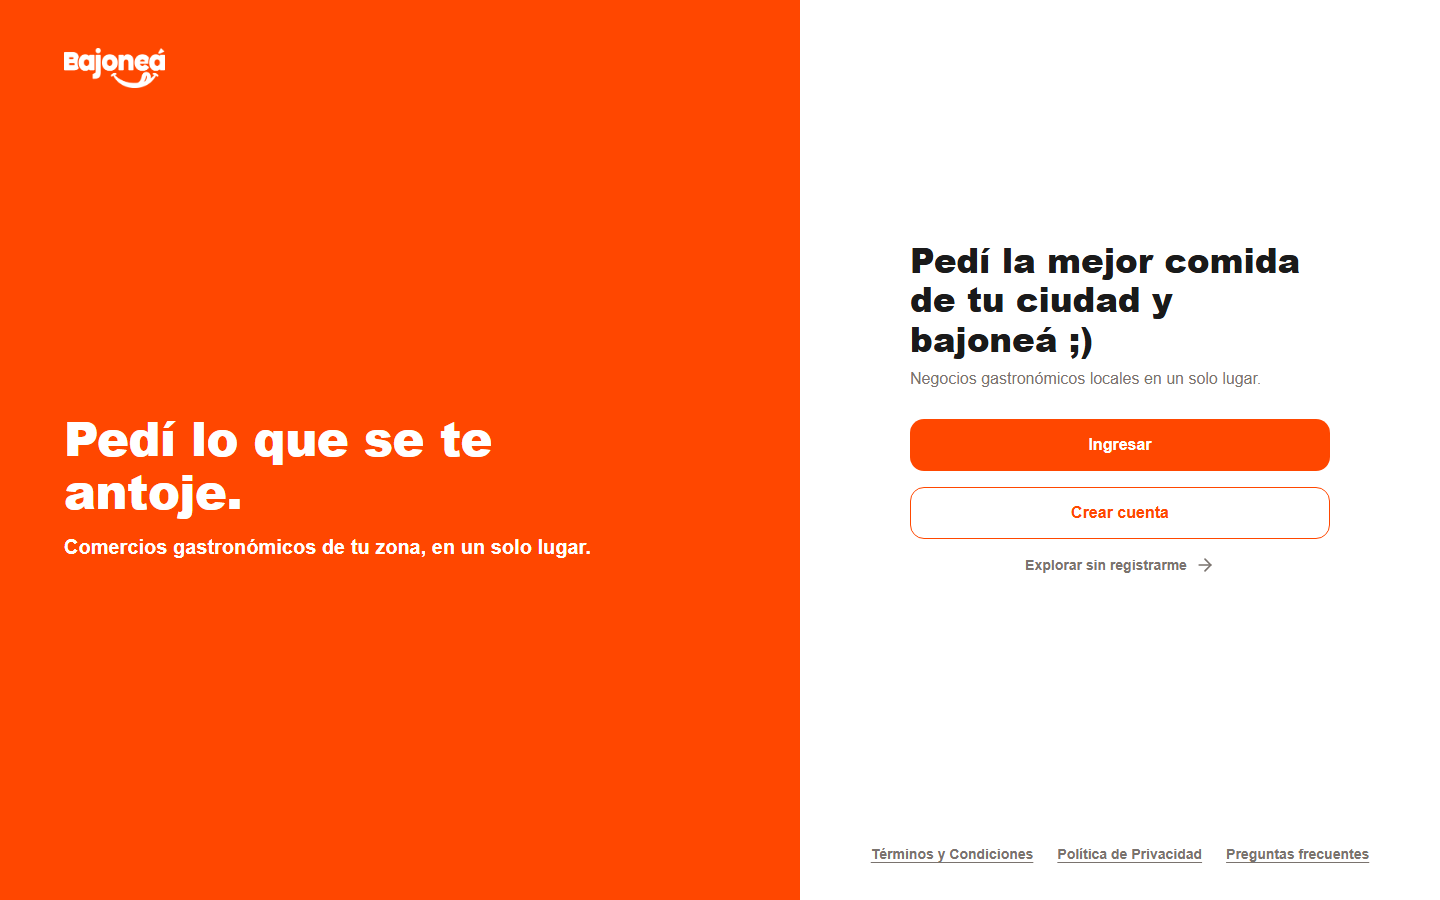 Bajoneá
Pedí lo que se te
antoje.
Comercios gastronómicos de tu zona, en un solo lugar.
Pedí la mejor comida
de tu ciudad y
bajoneá ;)
Negocios gastronómicos locales en un solo lugar.
Ingresar
Crear cuenta
Explorar sin registrarme
Términos y Condiciones Política de Privacidad Preguntas frecuentes